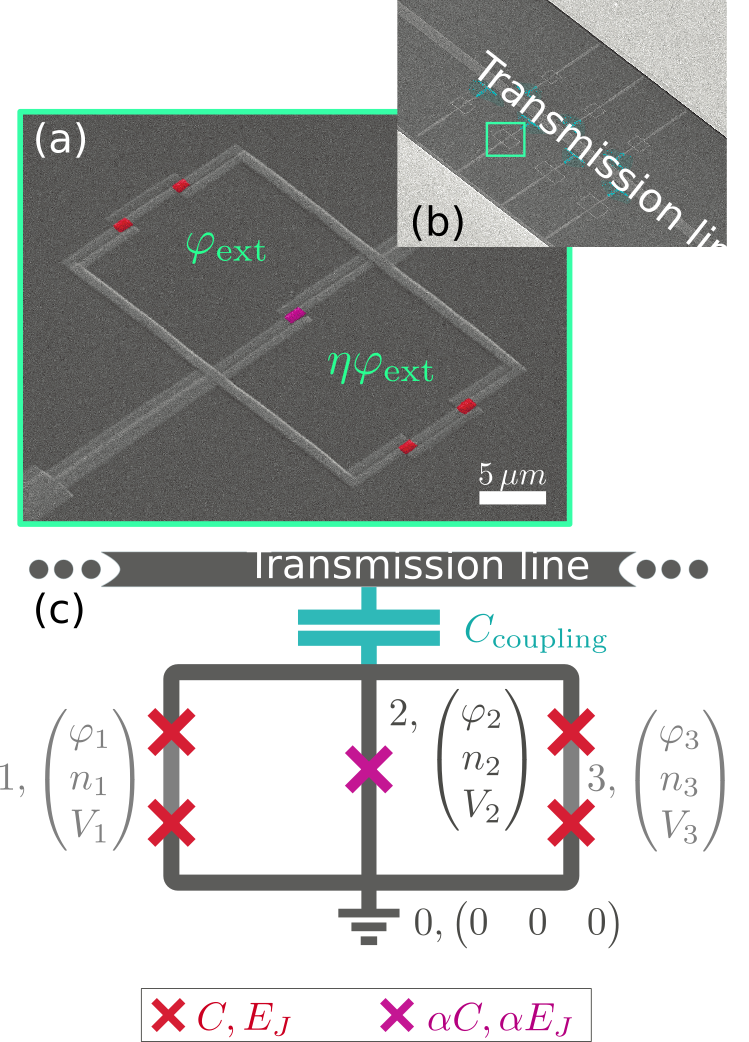 Transmission lin
(b)
(a)
φext
ηφext
5 μm
Transmission line
(c)
Ccoupling
1, (φ1 n1 V1)
2, (φ2 n2 V2)
3, (φ3 n3 V3)
0, (0 0 0)
C, EJ
αC, αEJ